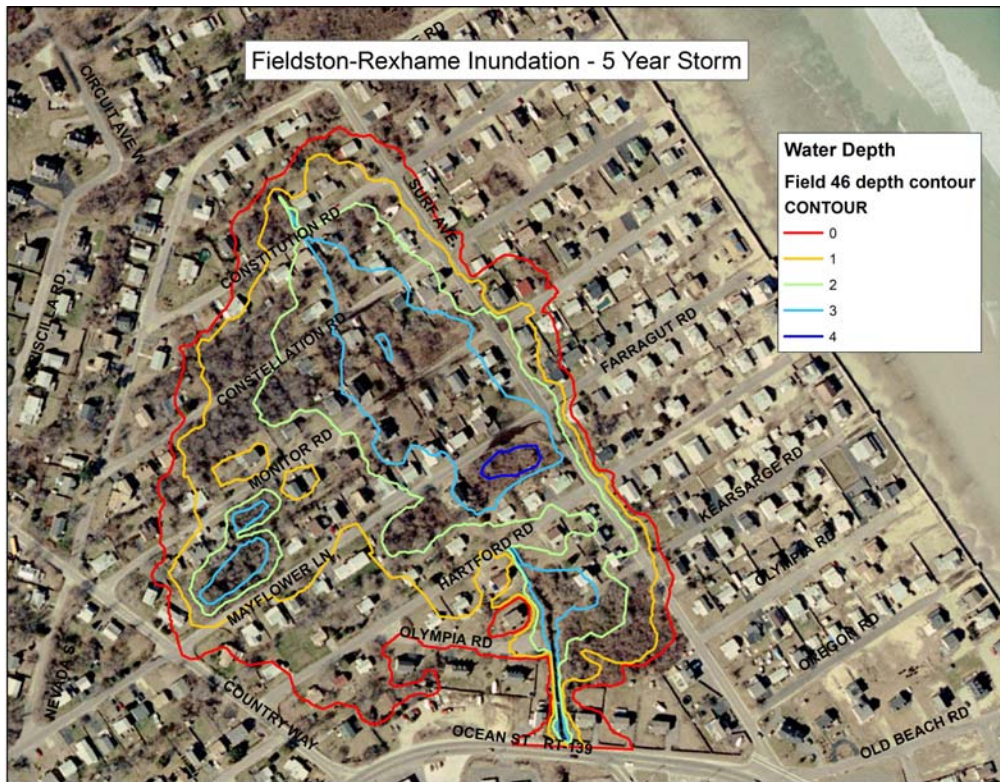 Fieldston-Rexhame Inundation - 5 Year Storm
RD
CIRCUIT AVE W
Water Depth
Field 46 depth contour
CONTOUR
0
1
2
3
4
SURF AVE
CONSTITUTION RD
PRISCILLA RD
CONSTELLATION RD
FARRAGUT RD
MONITOR RD
KEARSARGE RD
HARTFORD RD
OLYMPIA RD
MAYFLOWER LN
OLYMPIA RD
OREGON RD
NEVADA ST
COUNTRY WAY
OCEAN ST
RT-139
OLD BEACH RD